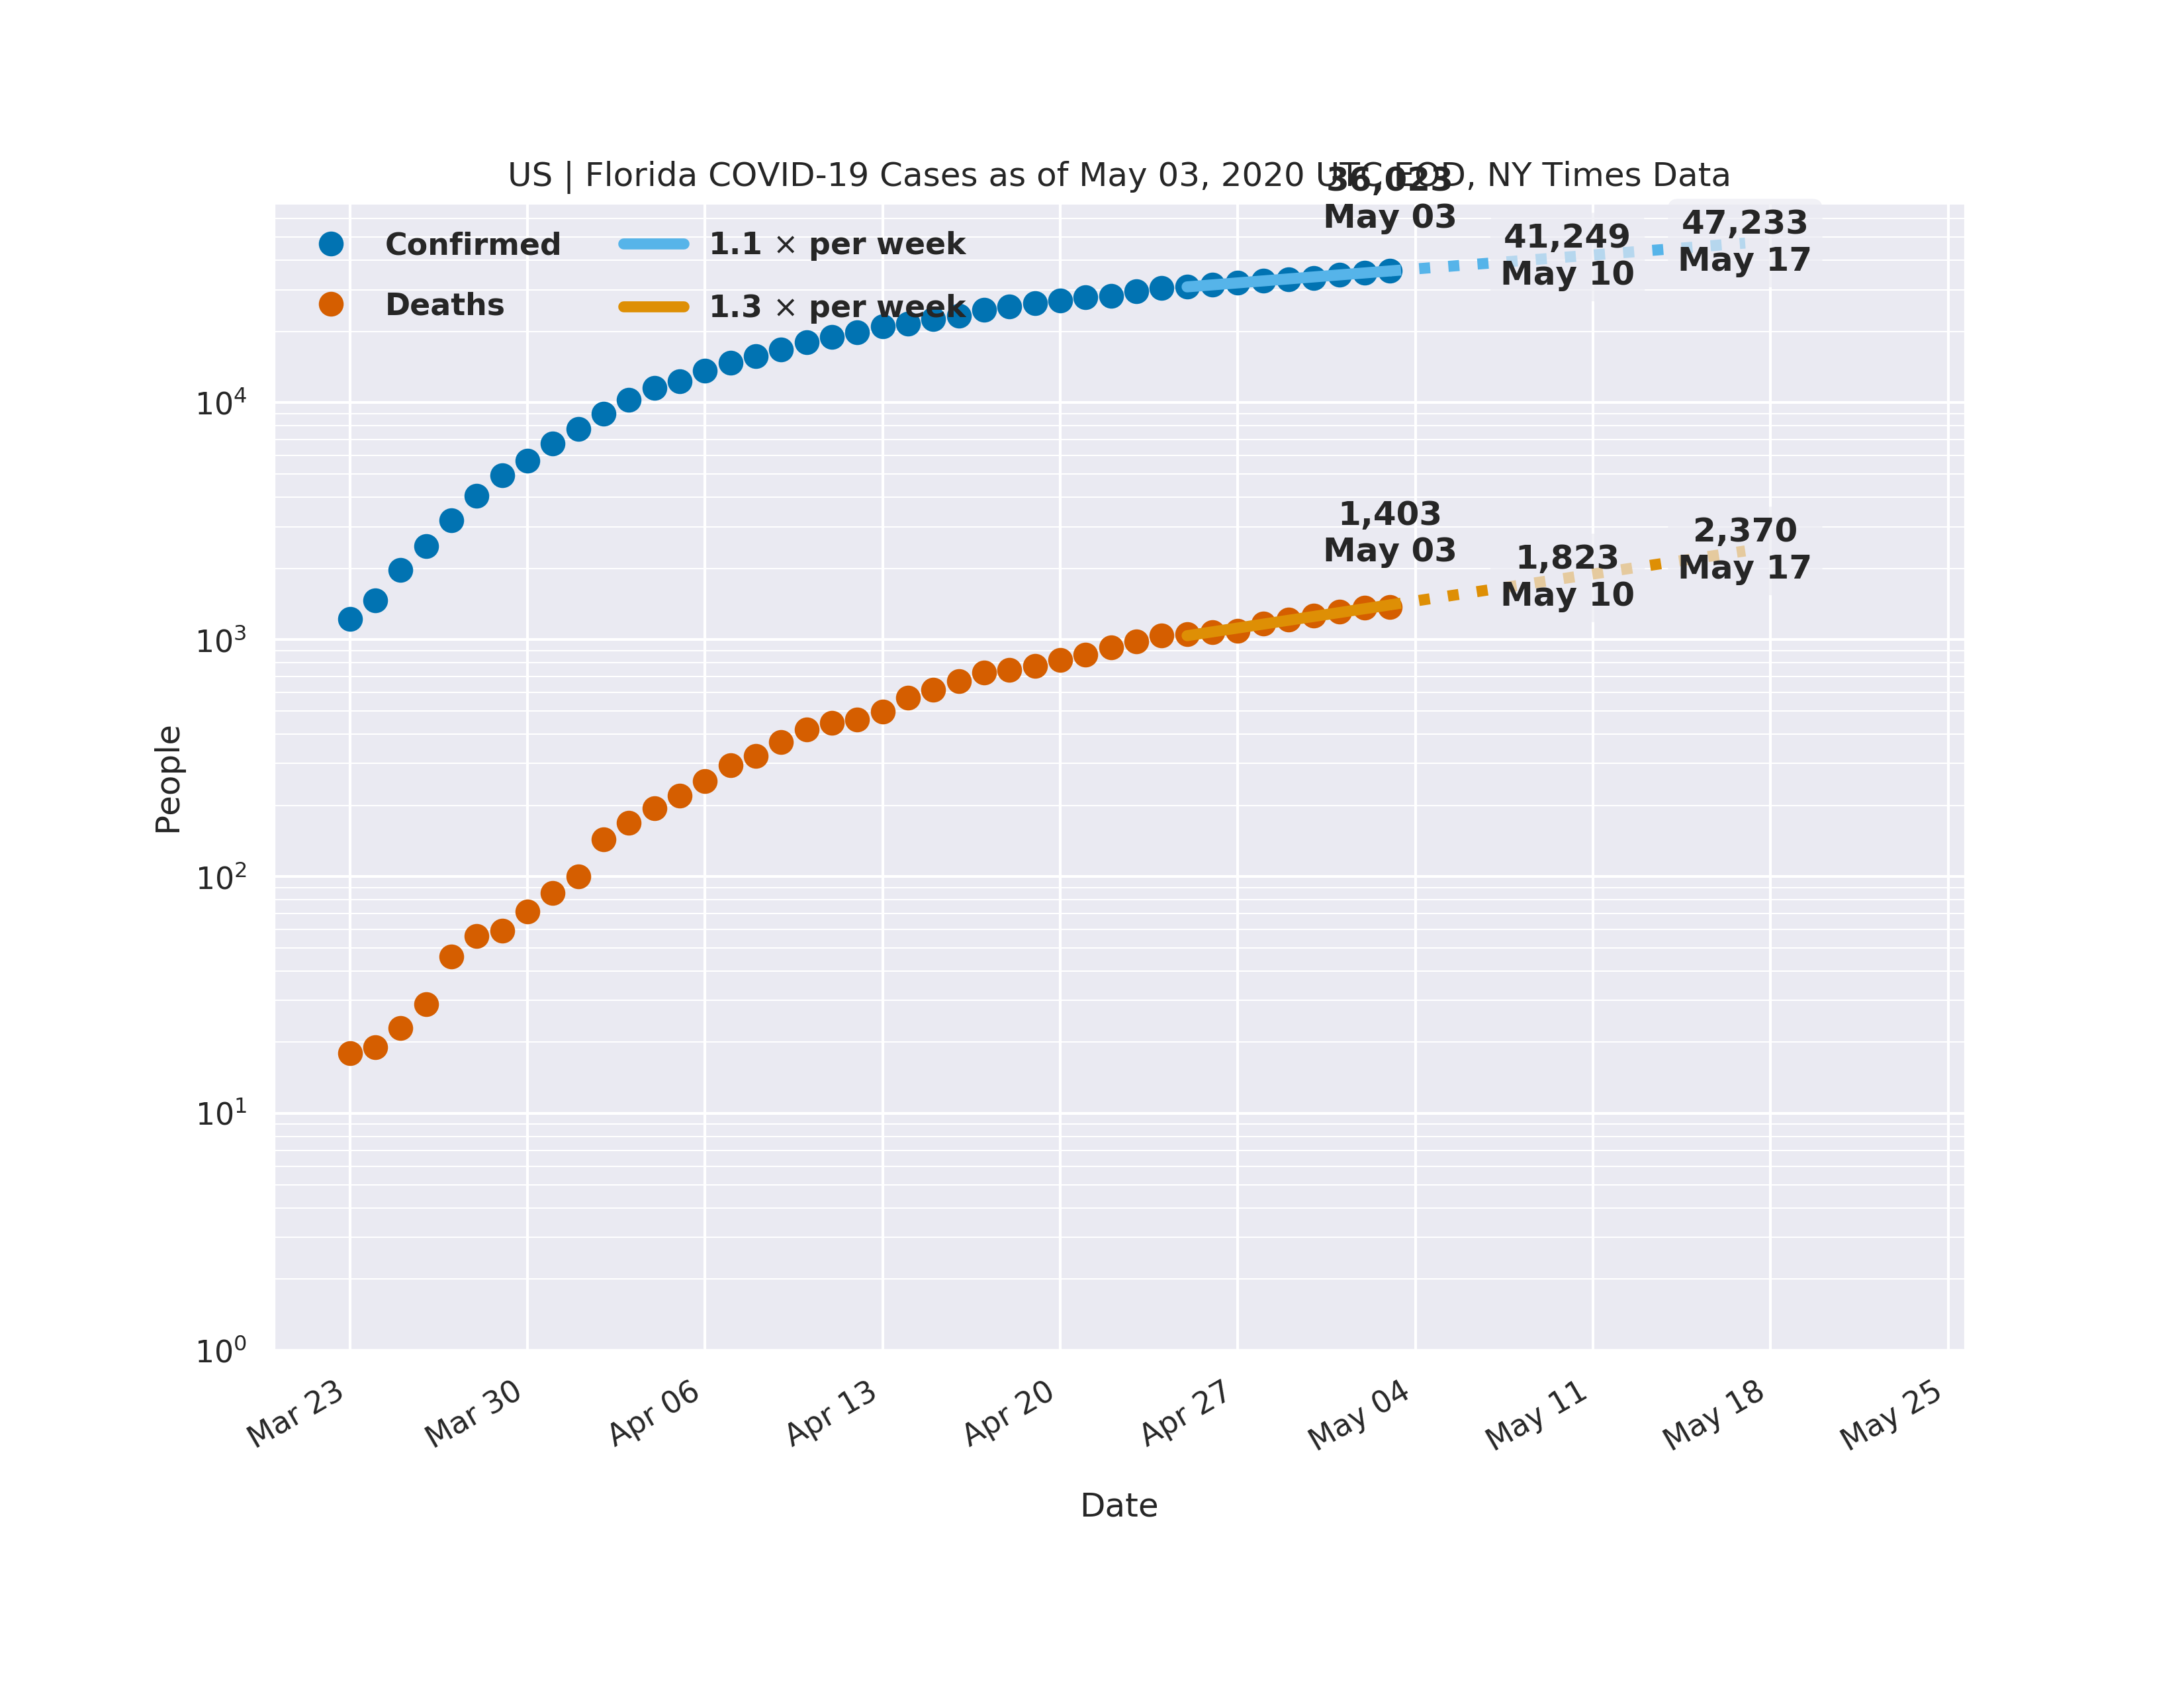 US | Florida COVID-19 Cases as of May 03, 2020 UTC EOD, NY Times Data
Confirmed
Deaths
1.1 × per week
1.3 × per week
36,023
May 03
41,249
May 10
47,233
May 17
1,403
May 03
1,823
May 10
2,370
May 17
People
10⁴
10³
10²
10¹
10⁰
Mar 23
Mar 30
Apr 06
Apr 13
Apr 20
Apr 27
May 04
May 11
May 18
May 25
Date